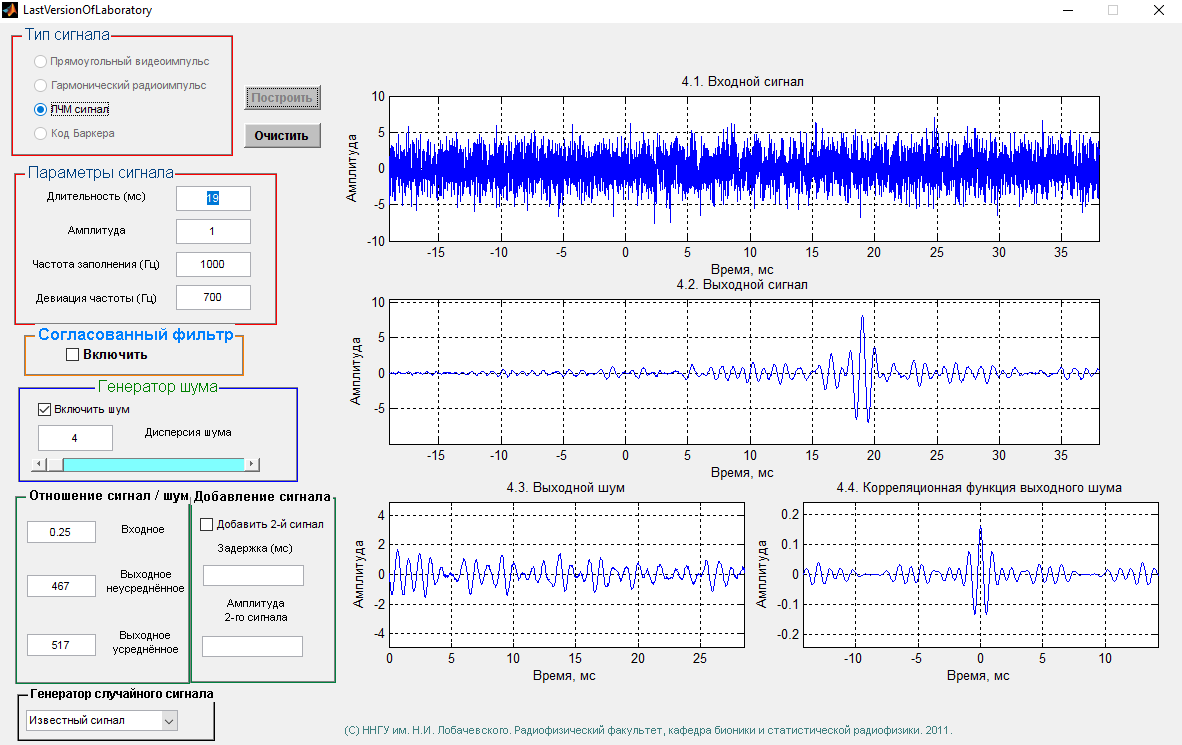 LastVersionOfLaboratory
Тип сигнала
Прямоугольный видеоимпульс
Гармонический радиоимпульс
ЛЧМ сигнал
Код Баркера
Построить
Очистить
Параметры сигнала
Длительность (мс)
19
Амплитуда
1
Частота заполнения (Гц)
1000
Девиация частоты (Гц)
700
Согласованный фильтр
Включить
Генератор шума
Включить шум
4
Дисперсия шума
Отношение сигнал / шум
0.25
Входное
467
Выходное
неусреднённое
517
Выходное
усреднённое
Добавление сигнала
Добавить 2-й сигнал
Задержка (мс)
Амплитуда
2-го сигнала
Генератор случайного сигнала
Известный сигнал
4.1. Входной сигнал
Амплитуда
10
5
0
-5
-10
-15 -10 -5 0 5 10 15 20 25 30 35
Время, мс
4.2. Выходной сигнал
Амплитуда
10
5
0
-5
-15 -10 -5 0 5 10 15 20 25 30 35
Время, мс
4.3. Выходной шум
Амплитуда
4
2
0
-2
-4
0 5 10 15 20 25
Время, мс
4.4. Корреляционная функция выходного шума
Амплитуда
0.2
0.1
0
-0.1
-0.2
-10 -5 0 5 10
Время, мс
(С) ННГУ им. Н.И. Лобачевского. Радиофизический факультет, кафедра бионики и статистической радиофизики. 2011.